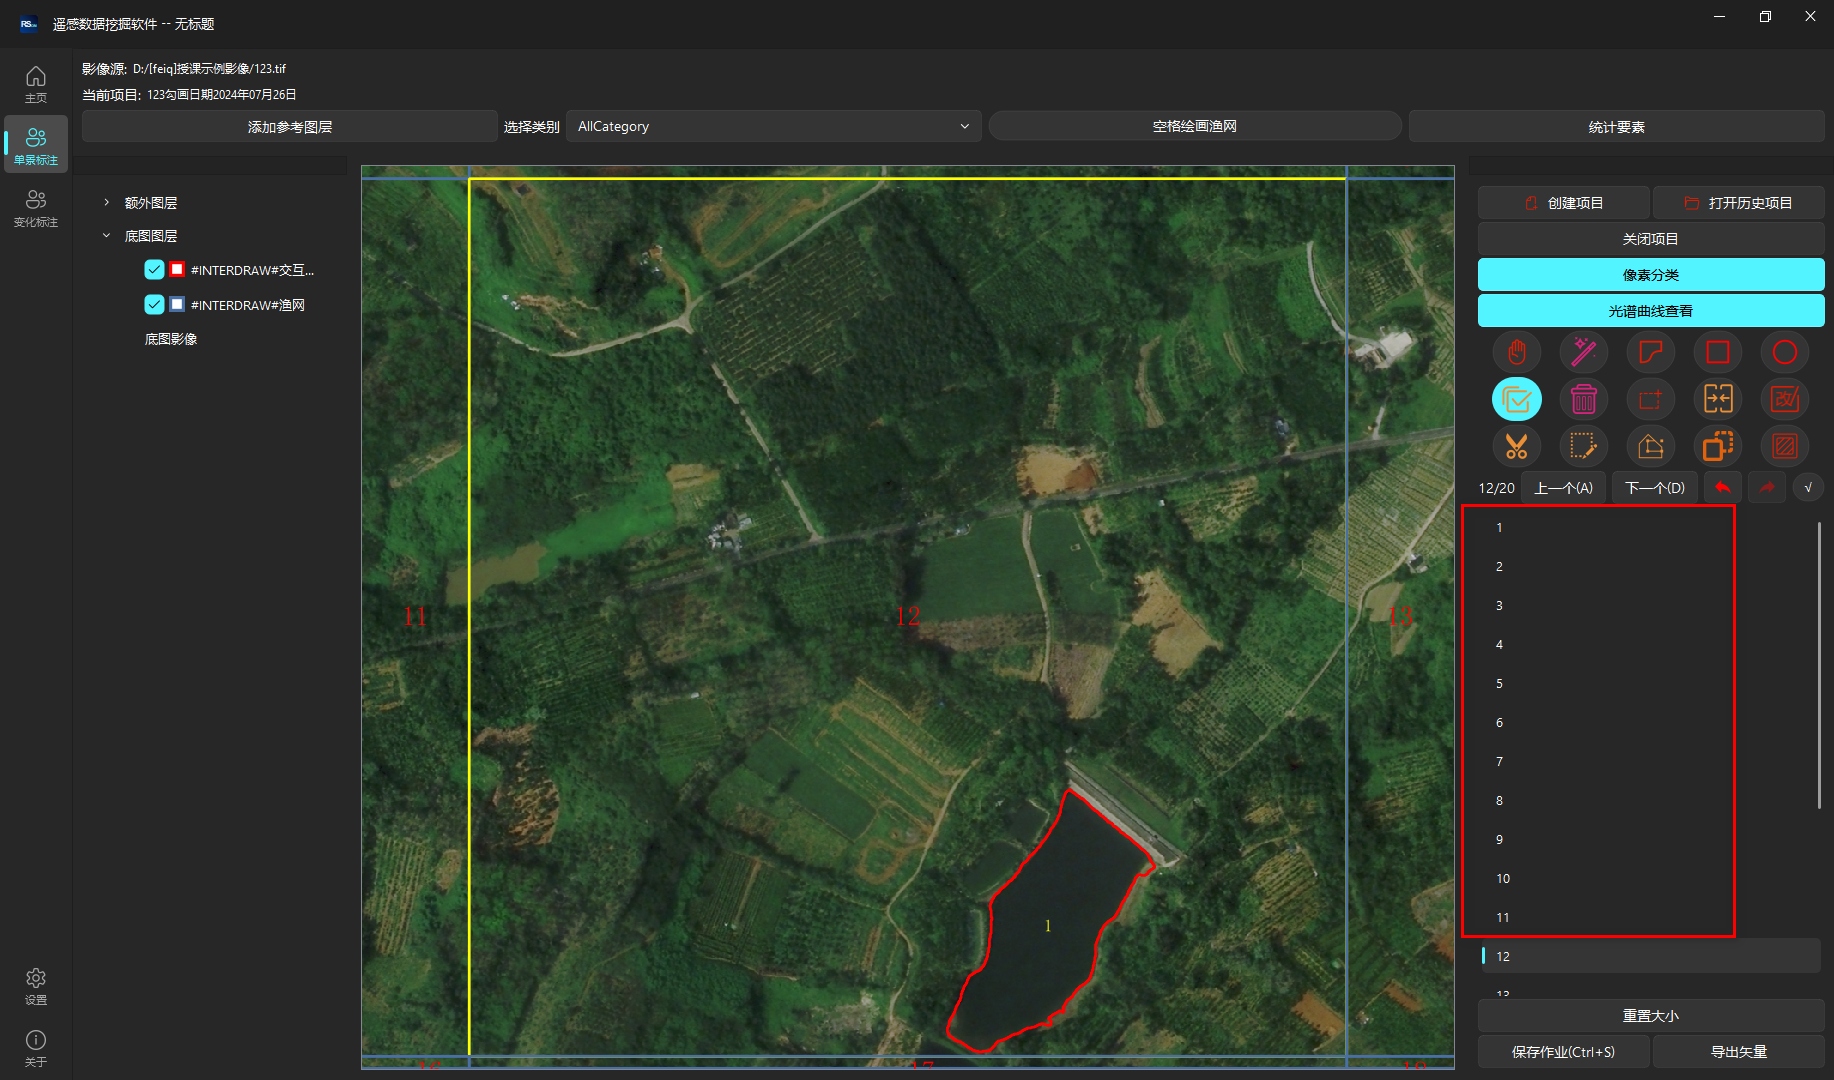 遥感数据挖掘软件 -- 无标题
主页
单景标注
变化标注
设置
关于
影像源: D:/[feiq]授课示例影像/123.tif
当前项目: 123勾画日期2024年07月26日
添加参考图层
选择类别
AllCategory
空格绘画渔网
统计要素
额外图层
底图图层
#INTERDRAW#交互...
#INTERDRAW#渔网
底图影像
11
12
13
1
17
创建项目
打开历史项目
关闭项目
像素分类
光谱曲线查看
改
12/20
上一个(A)
下一个(D)
√
1
2
3
4
5
6
7
8
9
10
11
12
13
重置大小
保存作业(Ctrl+S)
导出矢量